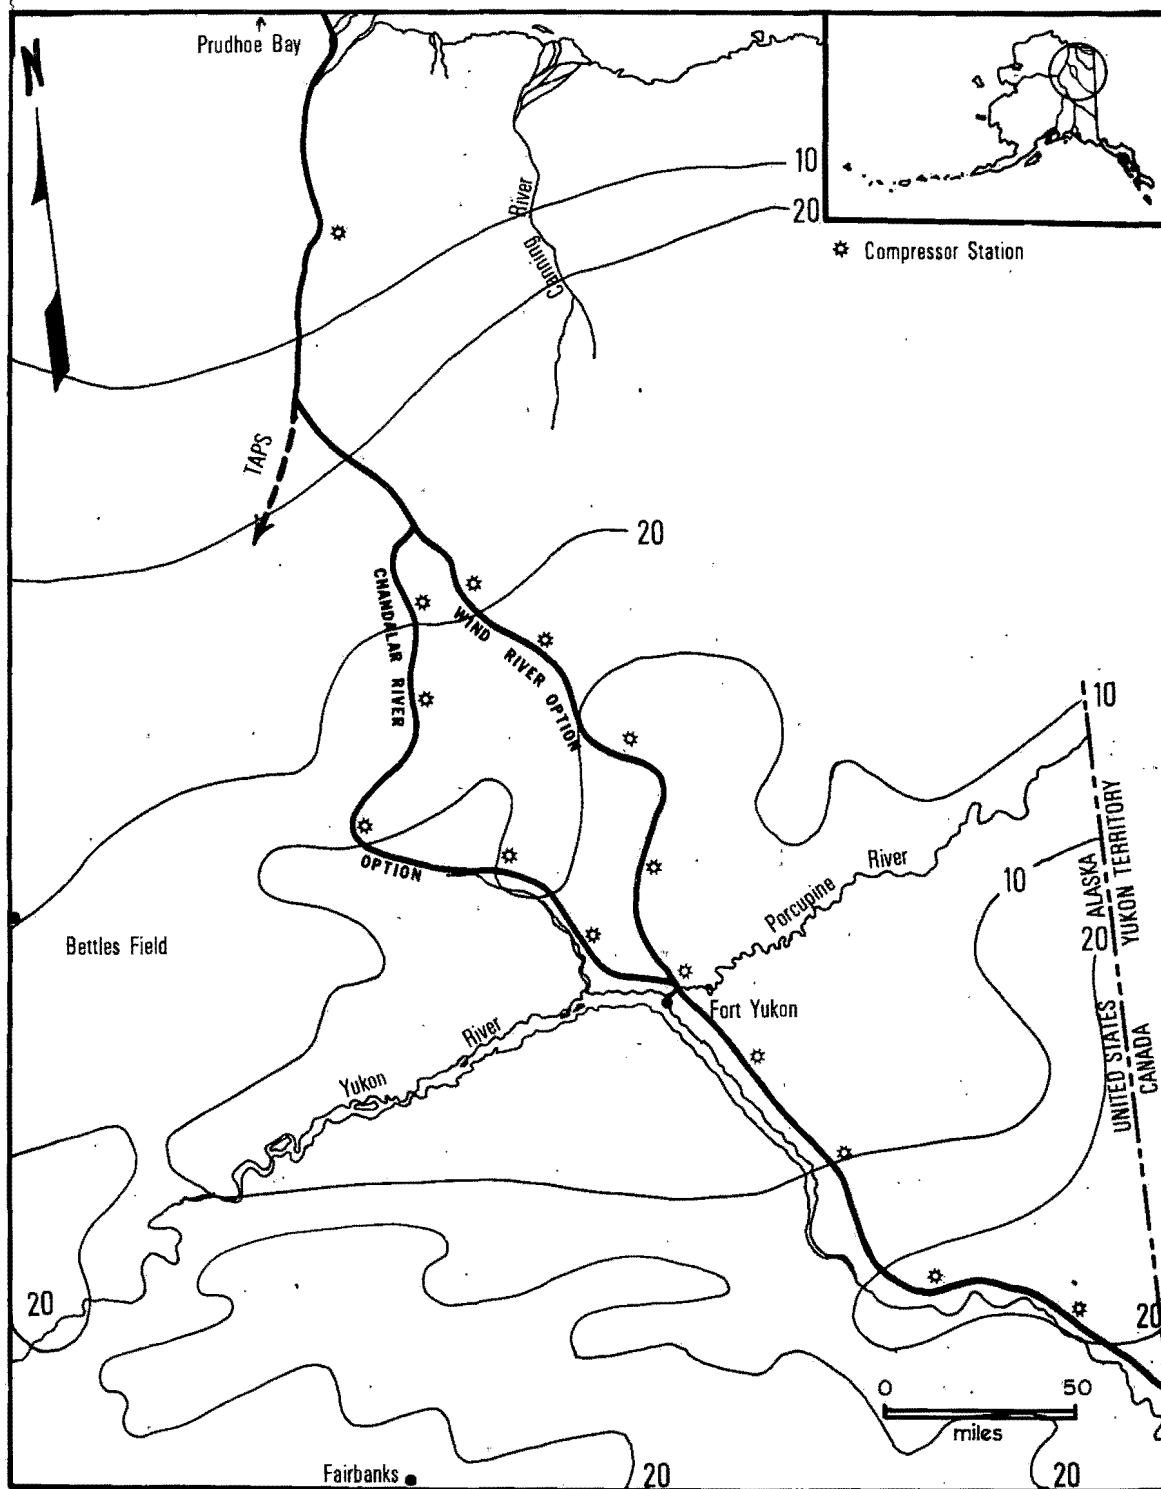 Prudhoe Bay
N
10
20
River
Canning
Compressor Station
TAPS
20
CHANDALAR RIVER
OPTION
WIND RIVER OPTION
10
10
20
Porcupine River
ALASKA
YUKON TERRITORY
UNITED STATES
CANADA
Bettles Field
Fort Yukon
Yukon River
20
20
0 50
miles
Fairbanks
20
20